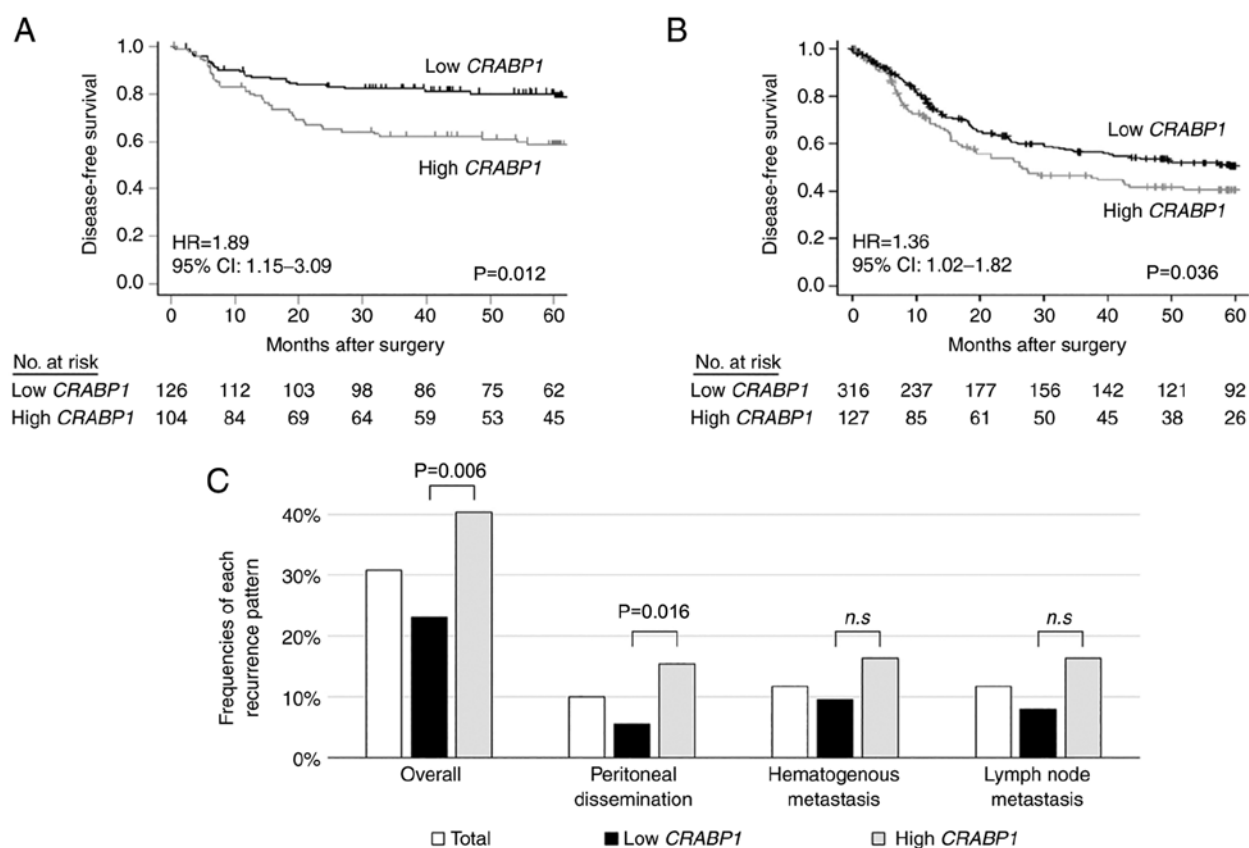 A
Disease-free survival
1.0
0.8
0.6
0.4
0.2
0.0
Low CRABP1
High CRABP1
HR=1.89
95% CI: 1.15–3.09
P=0.012
0 10 20 30 40 50 60
Months after surgery
No. at risk
Low CRABP1 126 112 103 98 86 75 62
High CRABP1 104 84 69 64 59 53 45
B
Disease-free survival
1.0
0.8
0.6
0.4
0.2
0.0
Low CRABP1
High CRABP1
HR=1.36
95% CI: 1.02–1.82
P=0.036
0 10 20 30 40 50 60
Months after surgery
No. at risk
Low CRABP1 316 237 177 156 142 121 92
High CRABP1 127 85 61 50 45 38 26
C
Frequencies of each
recurrence pattern
40%
30%
20%
10%
0%
P=0.006
P=0.016
n.s
n.s
Overall
Peritoneal
dissemination
Hematogenous
metastasis
Lymph node
metastasis
Total Low CRABP1 High CRABP1